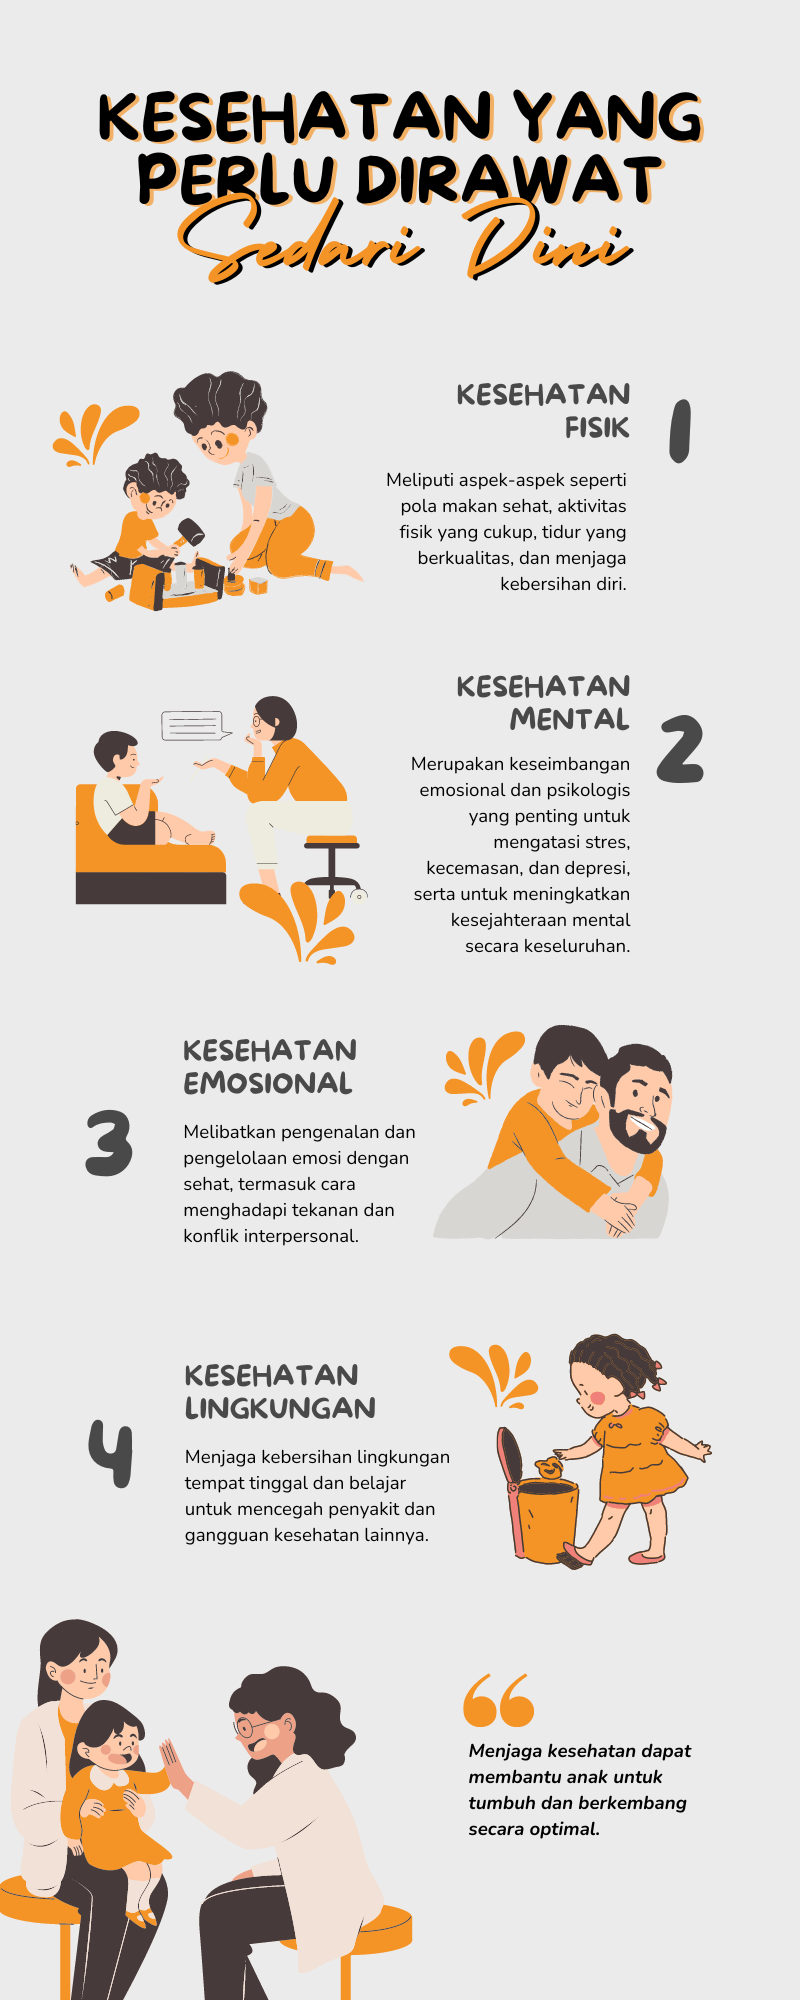 KESEHATAN YANG
PERLU DIRAWAT
Sedari Dini
KESEHATAN
FISIK
1
Meliputi aspek-aspek seperti
pola makan sehat, aktivitas
fisik yang cukup, tidur yang
berkualitas, dan menjaga
kebersihan diri.
KESEHATAN
MENTAL
2
Merupakan keseimbangan
emosional dan psikologis
yang penting untuk
mengatasi stres,
kecemasan, dan depresi,
serta untuk meningkatkan
kesejahteraan mental
secara keseluruhan.
3
KESEHATAN
EMOSIONAL
Melibatkan pengenalan dan
pengelolaan emosi dengan
sehat, termasuk cara
menghadapi tekanan dan
konflik interpersonal.
4
KESEHATAN
LINGKUNGAN
Menjaga kebersihan lingkungan
tempat tinggal dan belajar
untuk mencegah penyakit dan
gangguan kesehatan lainnya.
“
Menjaga kesehatan dapat
membantu anak untuk
tumbuh dan berkembang
secara optimal.